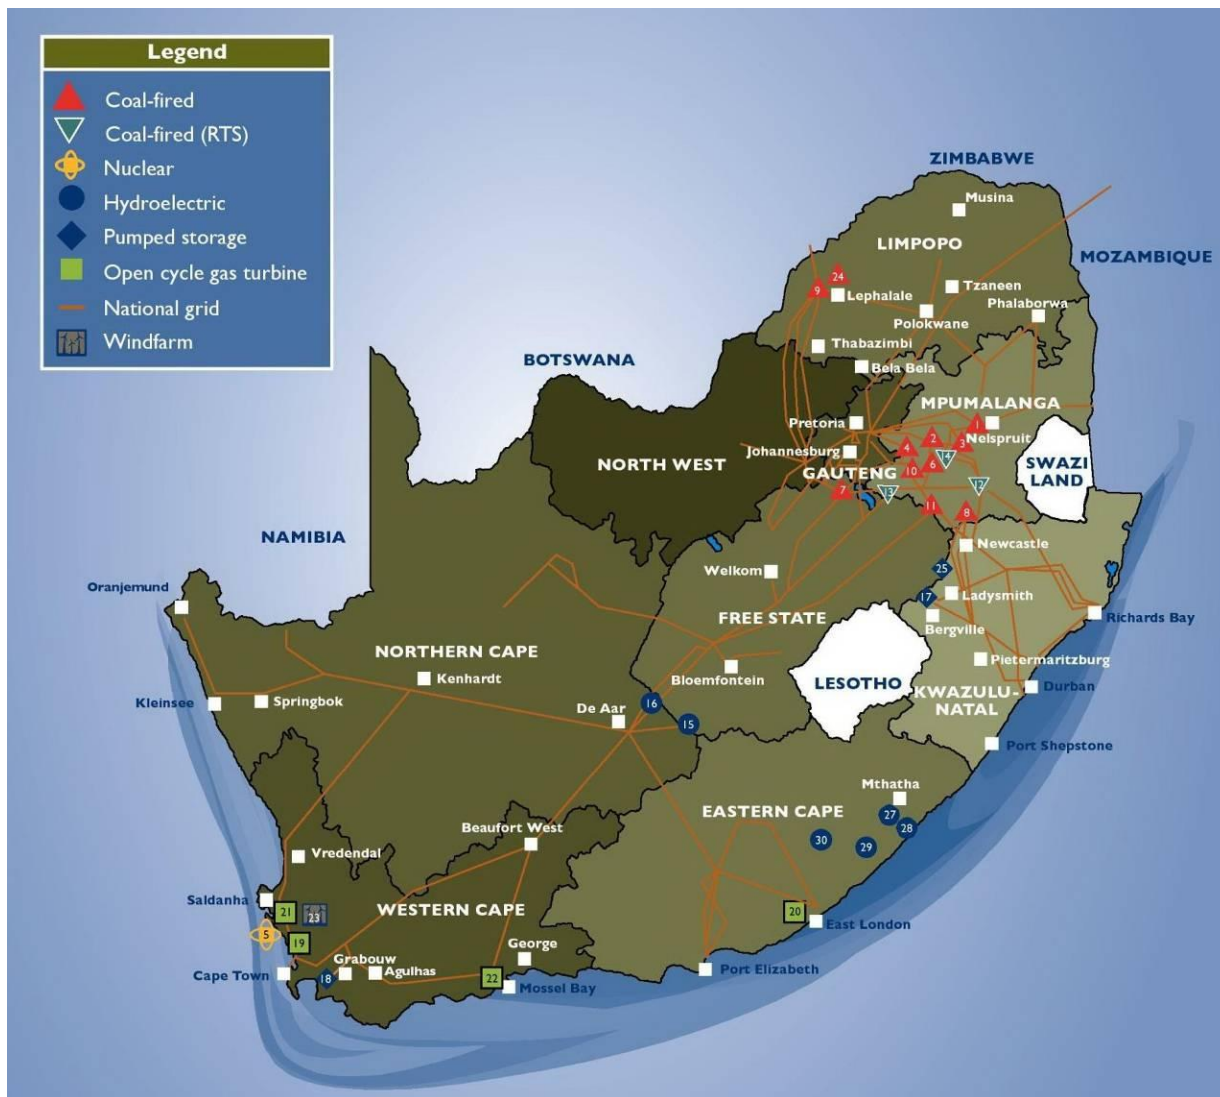 Legend
Coal-fired
Coal-fired (RTS)
Nuclear
Hydroelectric
Pumped storage
Open cycle gas turbine
National grid
Windfarm
ZIMBABWE
Musina
LIMPOPO
MOZAMBIQUE
24
9
Lephalale
Tzaneen
Phalaborwa
Polokwane
Thabazimbi
BOTSWANA
Bela Bela
MPUMALANGA
Pretoria
1
2
3
Nelspruit
4
Johannesburg
14
NORTH WEST
GAUTENG
10
6
SWAZI
LAND
7
13
12
11
8
NAMIBIA
Newcastle
Welkom
25
Oranjemund
17
Ladysmith
FREE STATE
Bergville
Richards Bay
NORTHERN CAPE
Pietermaritzburg
Kenhardt
Bloemfontein
LESOTHO
Durban
KWAZULU-
NATAL
Kleinsee
Springbok
De Aar
16
15
Port Shepstone
Mthatha
EASTERN CAPE
27
28
Beaufort West
30
29
Vredendal
Saldanha
21
23
WESTERN CAPE
20
East London
5
19
George
Cape Town
18
Grabouw
Agulhas
22
Mossel Bay
Port Elizabeth